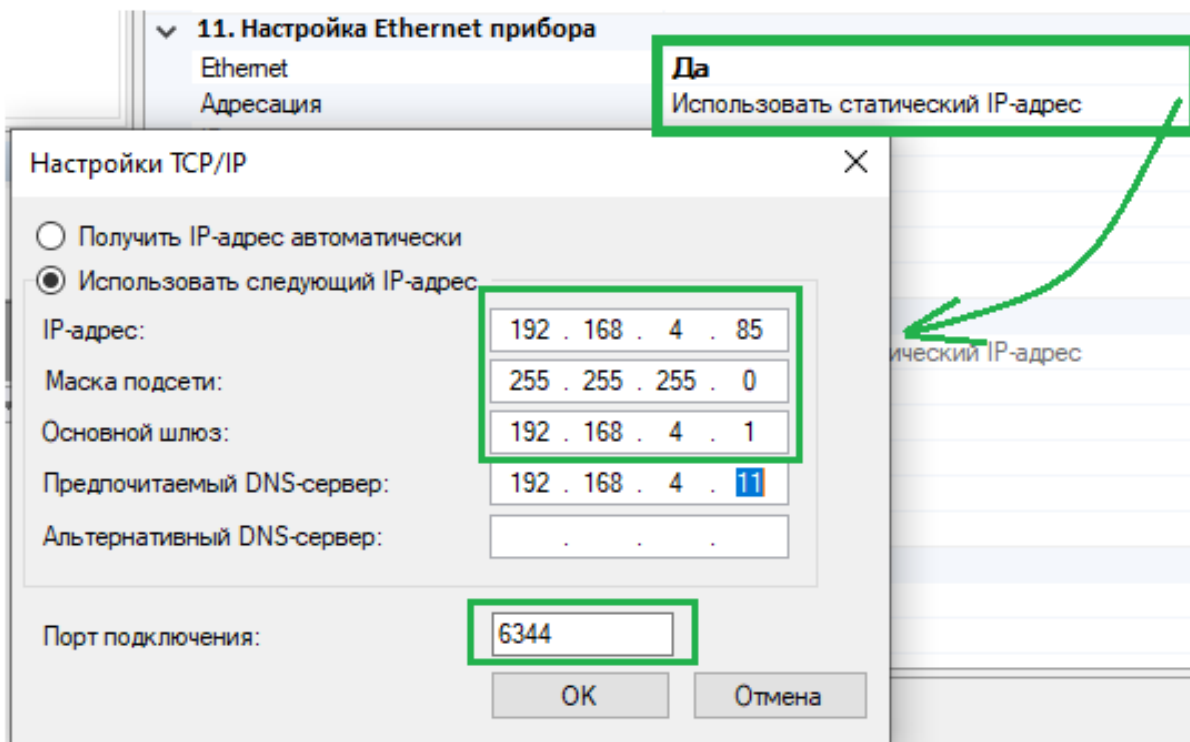 11. Настройка Ethernet прибора
Ethernet Да
Адресация Использовать статический IP-адрес
Настройки TCP/IP
Получить IP-адрес автоматически
Использовать следующий IP-адрес
IP-адрес: 192 . 168 . 4 . 85
ический IP-адрес
Маска подсети: 255 . 255 . 255 . 0
Основной шлюз: 192 . 168 . 4 . 1
Предпочитаемый DNS-сервер: 192 . 168 . 4 . 11
Альтернативный DNS-сервер: . . .
Порт подключения: 6344
OK Отмена